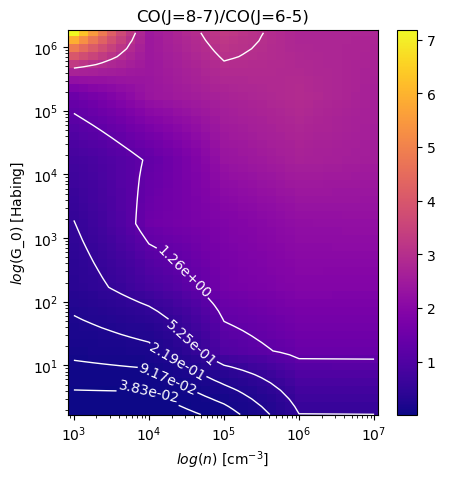 CO(J=8-7)/CO(J=6-5)
log(G_0) [Habing]
10^6
10^5
10^4
10^3
10^2
10^1
1.26e+00
5.25e-01
2.19e-01
9.17e-02
3.83e-02
10^3 10^4 10^5 10^6 10^7
log(n) [cm^{-3}]
7
6
5
4
3
2
1